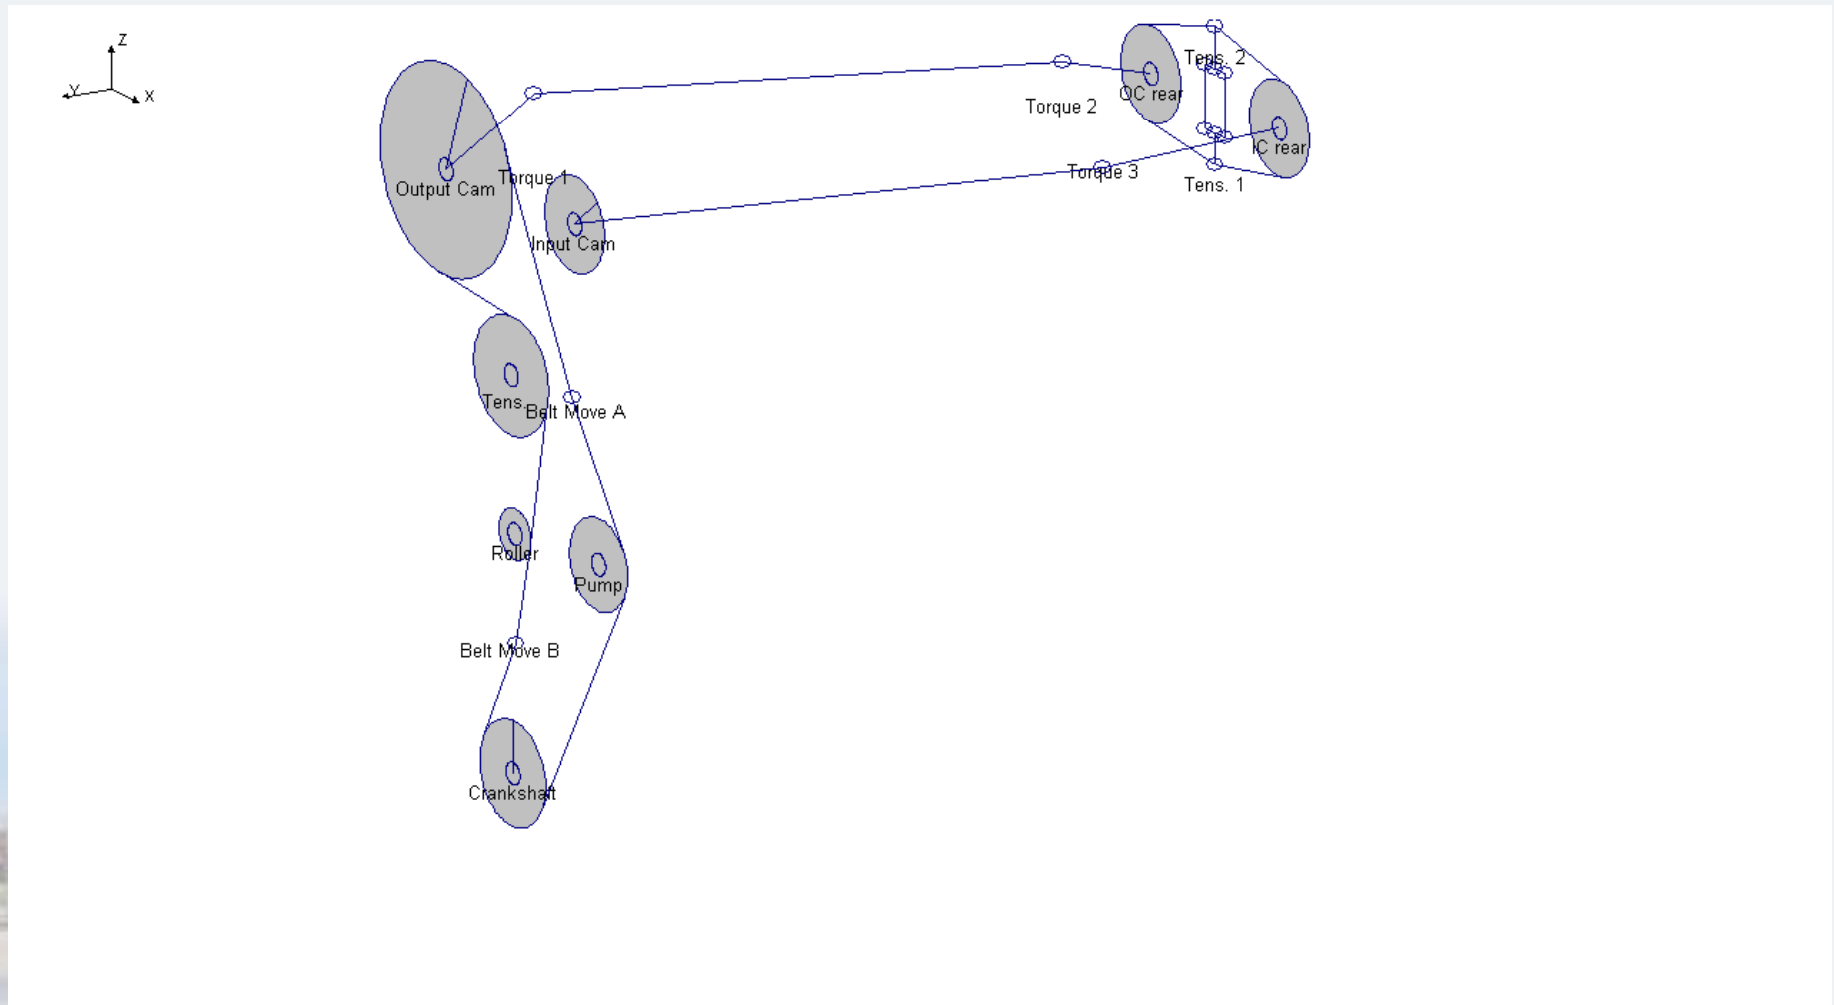 Z
Y
X
Tens. 2
OC rear
Torque 2
IC rear
Torque 3
Torque 1
Output Cam
Tens. 1
Input Cam
Tens.
Belt Move A
Roller
Pump
Belt Move B
Crankshaft